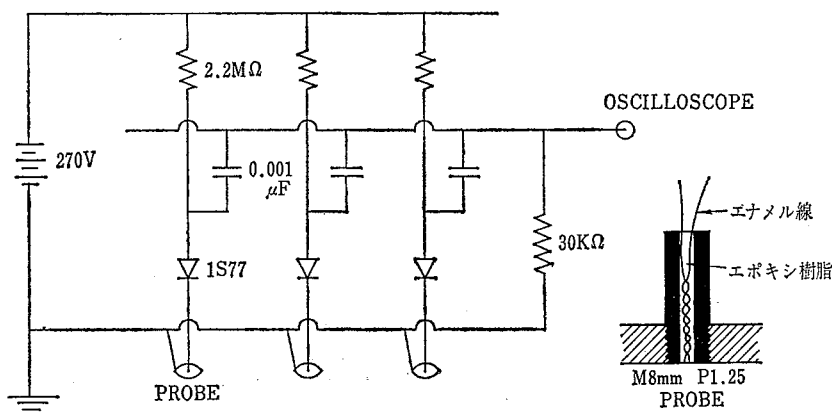 2.2MΩ
OSCILLOSCOPE
270V
0.001
μF
30KΩ
1S77
エナメル線
エポキシ樹脂
PROBE
M8mm P1.25
PROBE